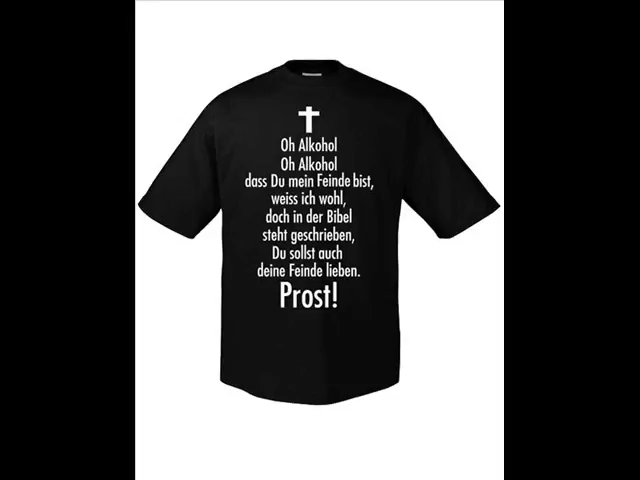 Oh Alkohol
Oh Alkohol
dass Du mein Feinde bist,
weiss ich wohl,
doch in der Bibel
steht geschrieben,
Du sollst auch
deine Feinde lieben.
Prost!